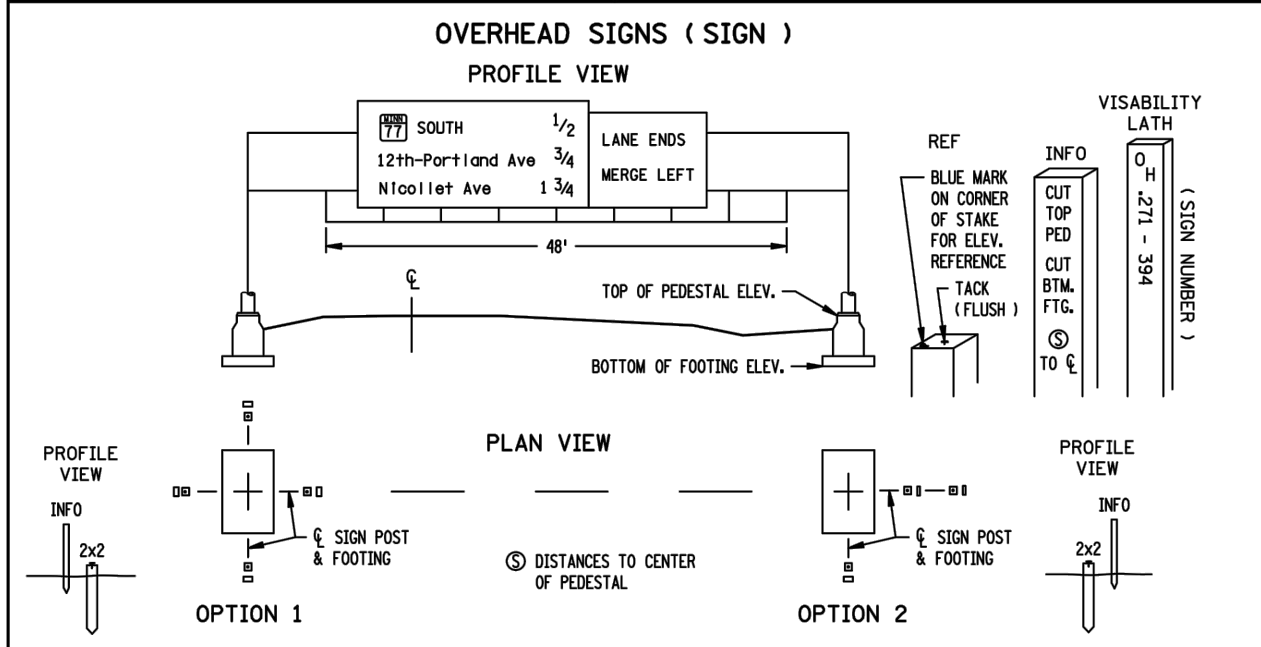 OVERHEAD SIGNS ( SIGN )
PROFILE VIEW
MINN
77 SOUTH 1/2
12th-Portland Ave 3/4
Nicollet Ave 1 3/4
LANE ENDS
MERGE LEFT
48'
℄
TOP OF PEDESTAL ELEV.
BOTTOM OF FOOTING ELEV.
REF
BLUE MARK
ON CORNER
OF STAKE
FOR ELEV.
REFERENCE
TACK
(FLUSH )
INFO
CUT
TOP
PED
CUT
BTM.
FTG.
Ⓢ
TO ℄
VISABILITY
LATH
OH .271 - 394
( SIGN NUMBER )
PLAN VIEW
PROFILE
VIEW
INFO
2x2
℄ SIGN POST
& FOOTING
OPTION 1
Ⓢ DISTANCES TO CENTER
OF PEDESTAL
℄ SIGN POST
& FOOTING
OPTION 2
PROFILE
VIEW
INFO
2x2